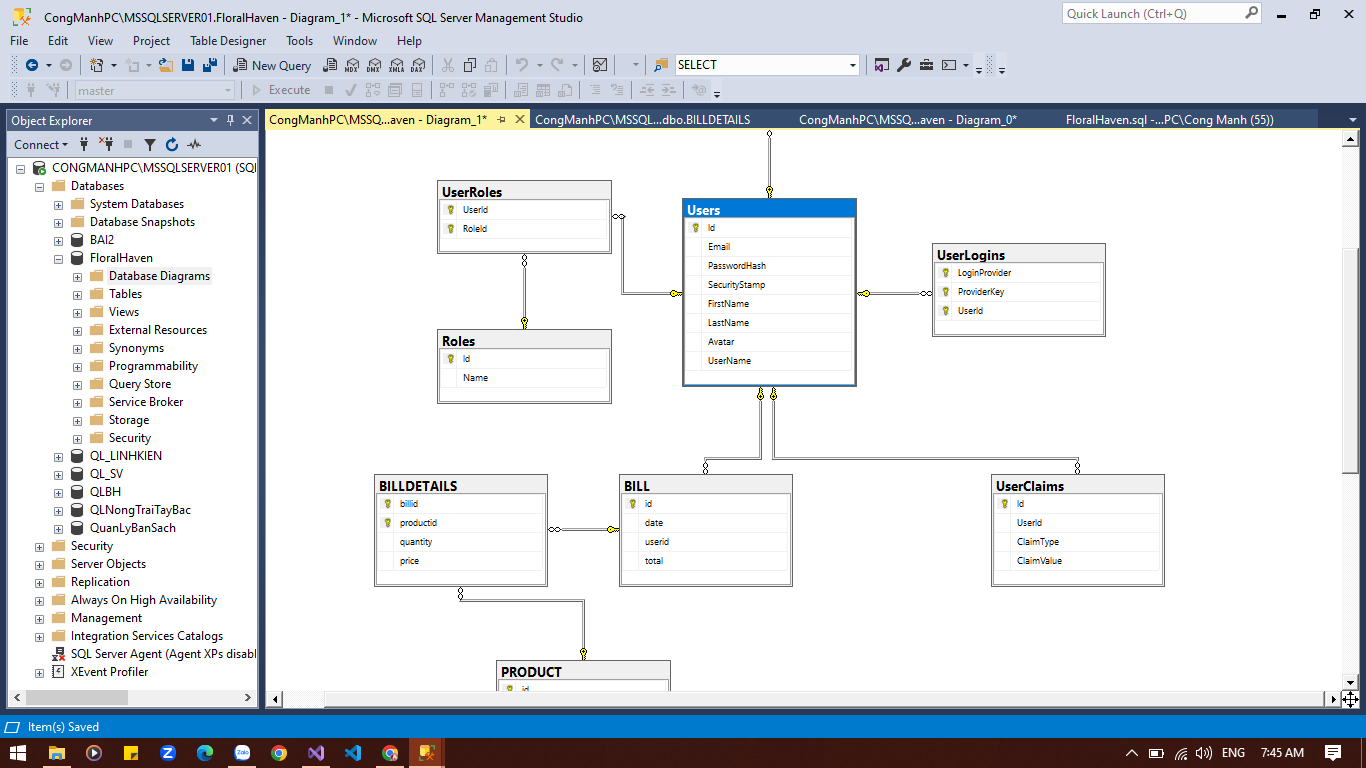 CongManhPC\MSSQLSERVER01.FloralHaven - Diagram_1* - Microsoft SQL Server Management Studio
Quick Launch (Ctrl+Q)
File Edit View Project Table Designer Tools Window Help
New Query
MDX DMX XMLA DAX
SELECT
master
Execute
Object Explorer
Connect
CONGMANHPC\MSSQLSERVER01 (SQL
Databases
System Databases
Database Snapshots
BAI2
FloralHaven
Database Diagrams
Tables
Views
External Resources
Synonyms
Programmability
Query Store
Service Broker
Storage
Security
QL_LINHKIEN
QL_SV
QLBH
QLNongTraiTayBac
QuanLyBanSach
Security
Server Objects
Replication
Always On High Availability
Management
Integration Services Catalogs
SQL Server Agent (Agent XPs disabl
XEvent Profiler
CongManhPC\MSSQ...aven - Diagram_1*
CongManhPC\MSSQL...dbo.BILLDETAILS
CongManhPC\MSSQ...aven - Diagram_0*
FloralHaven.sql -...PC\Cong Manh (55))
UserRoles
UserId
RoleId
Users
Id
Email
PasswordHash
SecurityStamp
FirstName
LastName
Avatar
UserName
UserLogins
LoginProvider
ProviderKey
UserId
Roles
Id
Name
BILLDETAILS
billid
productid
quantity
price
BILL
id
date
userid
total
UserClaims
Id
UserId
ClaimType
ClaimValue
PRODUCT
id
Item(s) Saved
Zalo
ENG
7:45 AM